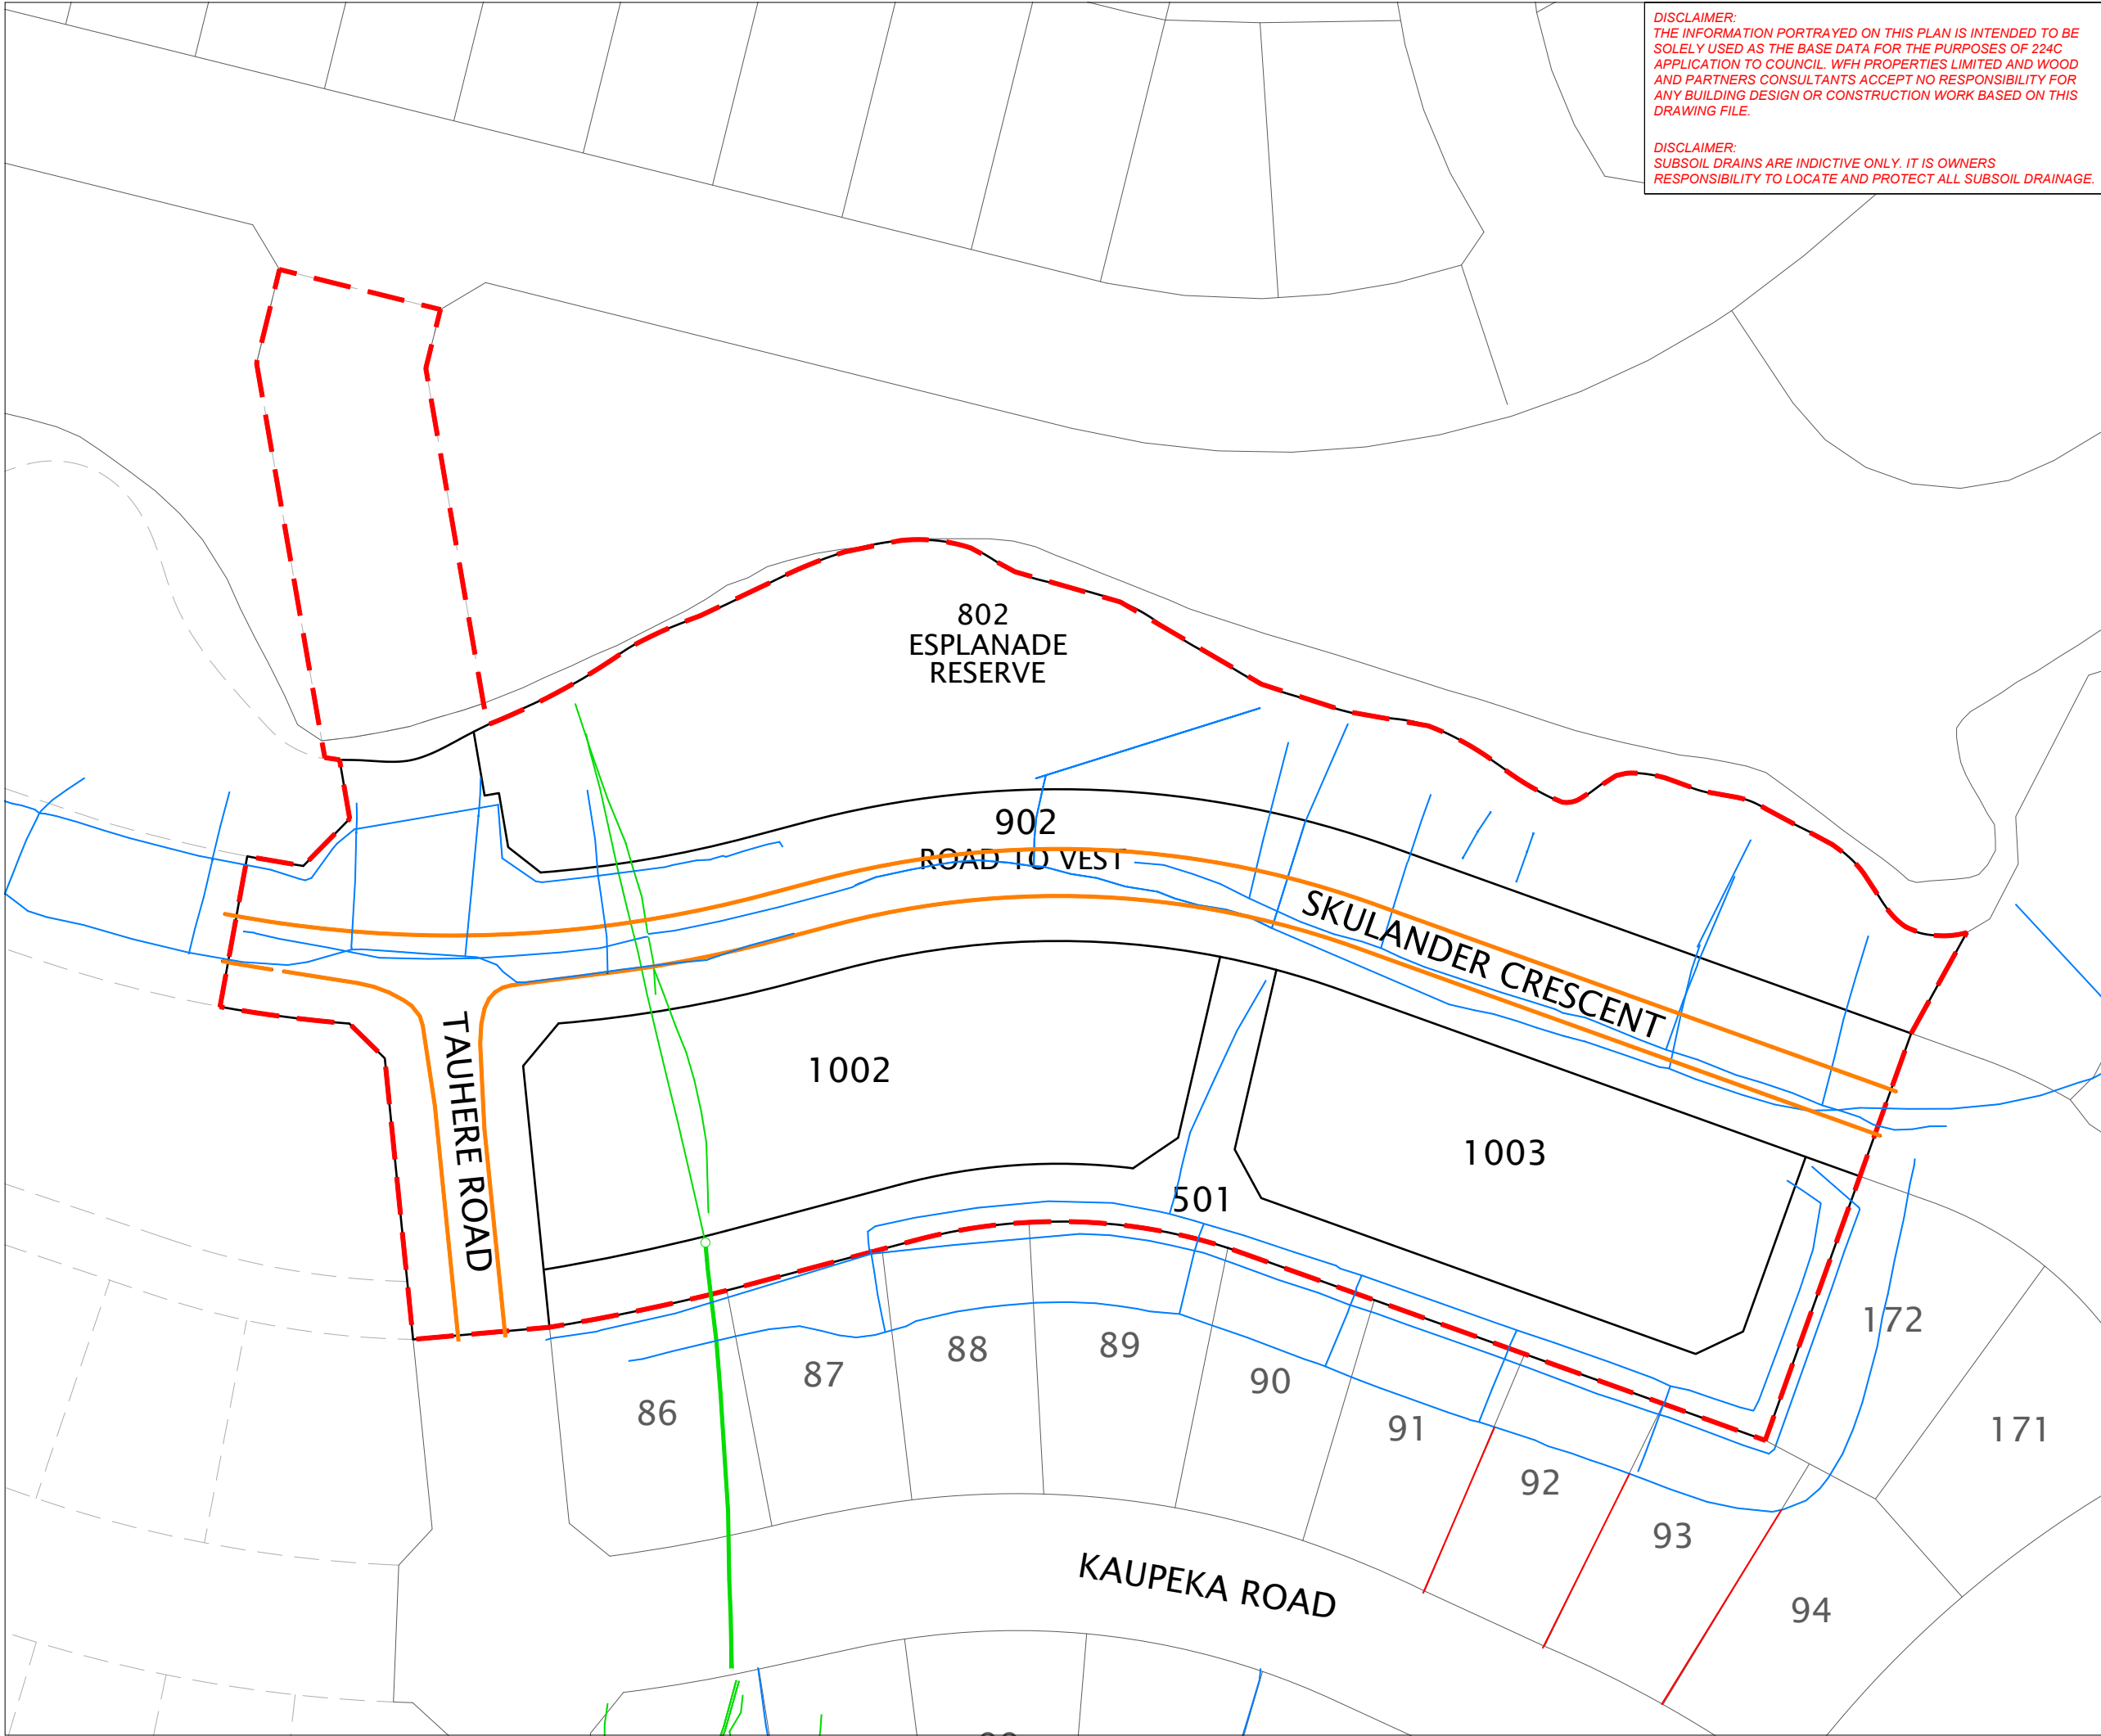 DISCLAIMER:
THE INFORMATION PORTRAYED ON THIS PLAN IS INTENDED TO BE
SOLELY USED AS THE BASE DATA FOR THE PURPOSES OF 224C
APPLICATION TO COUNCIL. WFH PROPERTIES LIMITED AND WOOD
AND PARTNERS CONSULTANTS ACCEPT NO RESPONSIBILITY FOR
ANY BUILDING DESIGN OR CONSTRUCTION WORK BASED ON THIS
DRAWING FILE.
DISCLAIMER:
SUBSOIL DRAINS ARE INDICTIVE ONLY. IT IS OWNERS
RESPONSIBILITY TO LOCATE AND PROTECT ALL SUBSOIL DRAINAGE.
802
ESPLANADE
RESERVE
902
ROAD TO VEST
SKULANDER CRESCENT
TAUHERE ROAD
1002
1003
501
172
171
86
87
88
89
90
91
92
93
94
KAUPEKA ROAD